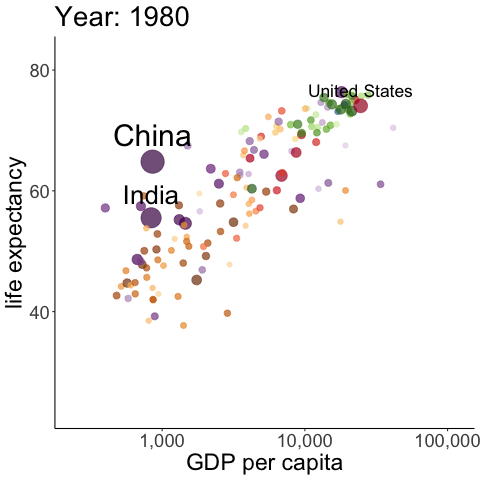 Year: 1980
80
United States
China
60
India
40
life expectancy
1,000
10,000
100,000
GDP per capita